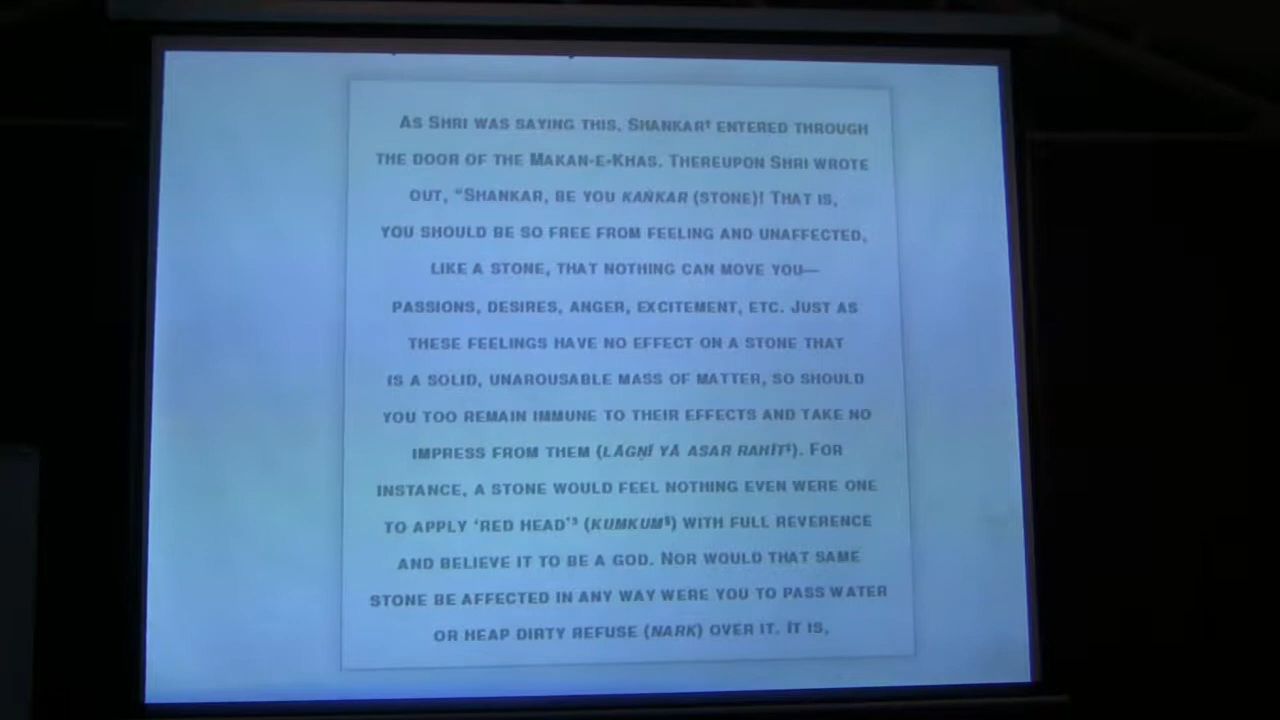 As Shri was saying this, Shankar† entered through
the door of the Makan-e-Khas. Thereupon Shri wrote
out, “Shankar, be you kaṅkar (stone)! That is,
you should be so free from feeling and unaffected,
like a stone, that nothing can move you—
passions, desires, anger, excitement, etc. Just as
these feelings have no effect on a stone that
is a solid, unarousable mass of matter, so should
you too remain immune to their effects and take no
impress from them (lāgṇī yā asar rahīt‡). For
instance, a stone would feel nothing even were one
to apply ‘red head’³ (kumkum§) with full reverence
and believe it to be a god. Nor would that same
stone be affected in any way were you to pass water
or heap dirty refuse (nark) over it. It is,